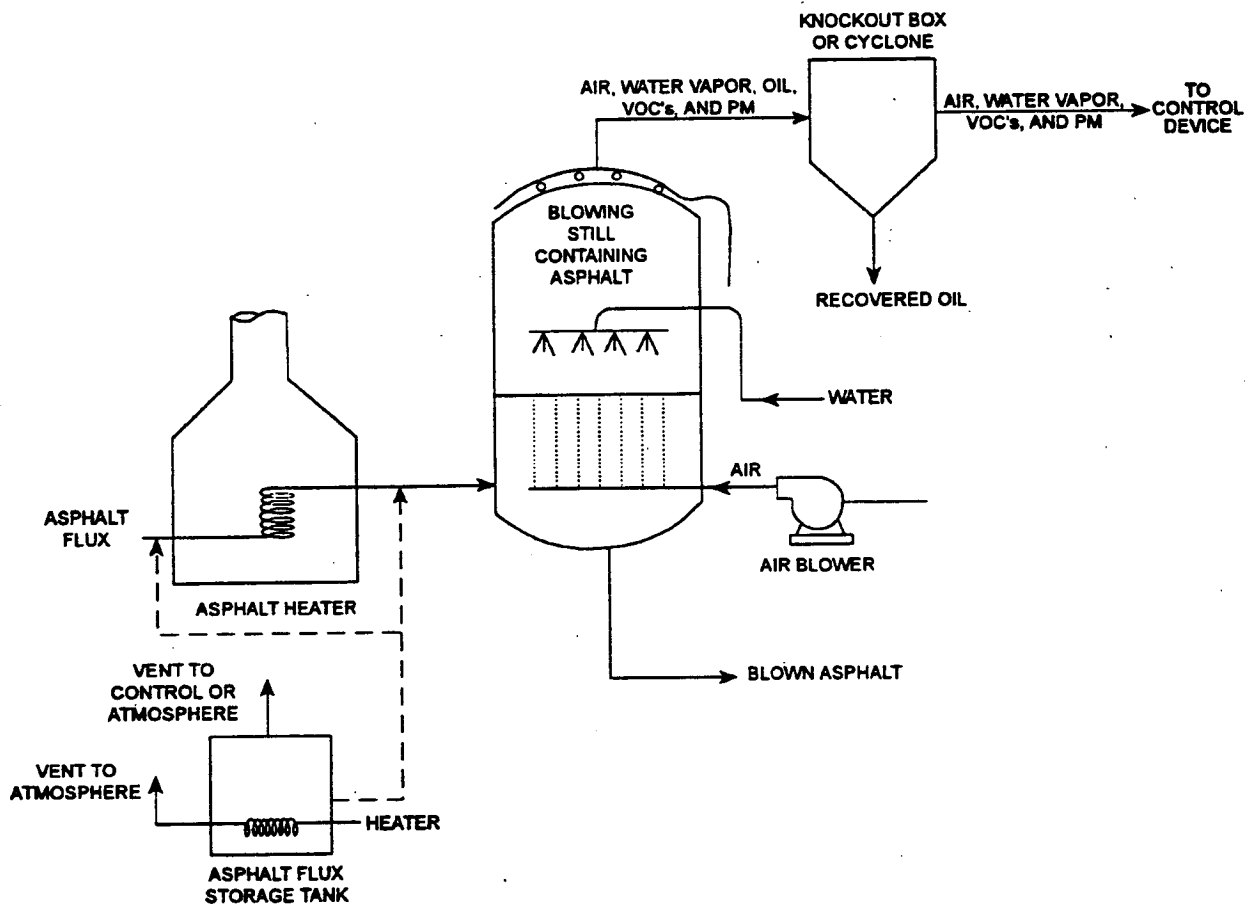 KNOCKOUT BOX
OR CYCLONE
AIR, WATER VAPOR, OIL,
VOC's, AND PM
AIR, WATER VAPOR,
VOC's, AND PM
TO
CONTROL
DEVICE
BLOWING
STILL
CONTAINING
ASPHALT
RECOVERED OIL
WATER
AIR
AIR BLOWER
ASPHALT
FLUX
ASPHALT HEATER
BLOWN ASPHALT
VENT TO
CONTROL OR
ATMOSPHERE
VENT TO
ATMOSPHERE
HEATER
ASPHALT FLUX
STORAGE TANK